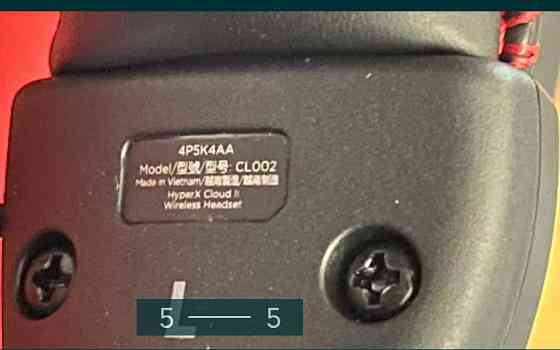 4P5K4AA
Model/型號/型号: CL002
Made in Vietnam/越南製造/越南制造
HyperX Cloud II
Wireless Headset
L
5 5